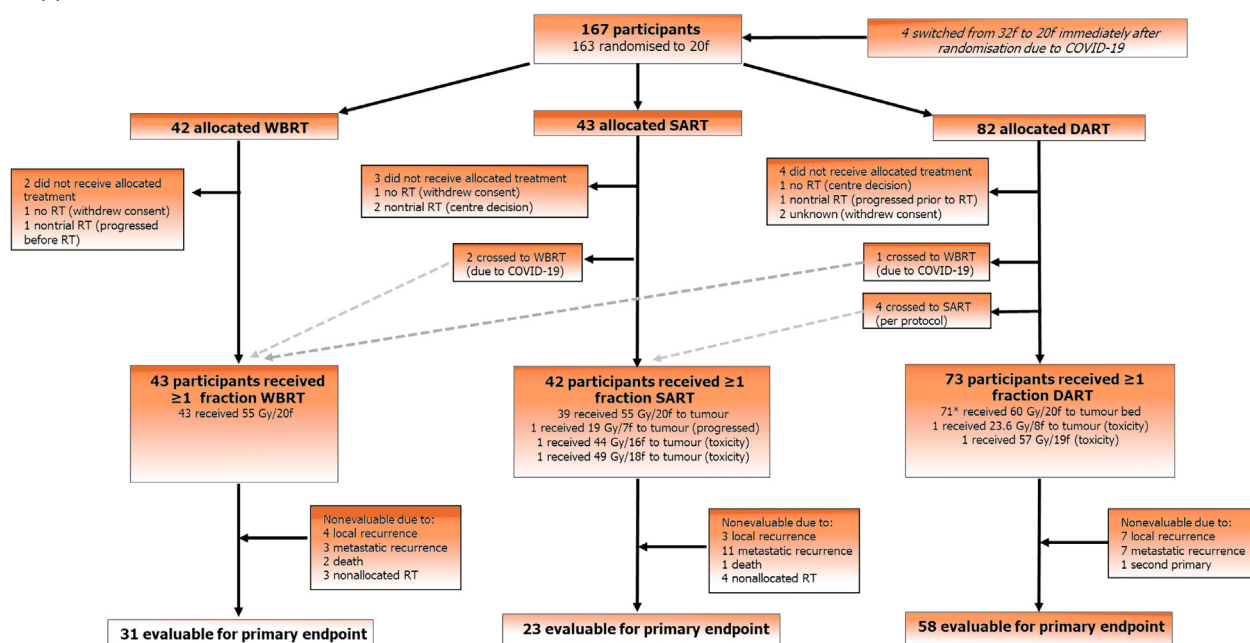 167 participants
163 randomised to 20f
4 switched from 32f to 20f immediately after
randomisation due to COVID-19
42 allocated WBRT
43 allocated SART
82 allocated DART
2 did not receive allocated
treatment
1 no RT (withdrew consent)
1 nontrial RT (progressed
before RT)
3 did not receive allocated treatment
1 no RT (withdrew consent)
2 nontrial RT (centre decision)
4 did not receive allocated treatment
1 no RT (centre decision)
1 nontrial RT (progressed prior to RT)
2 unknown (withdrew consent)
2 crossed to WBRT
(due to COVID-19)
1 crossed to WBRT
(due to COVID-19)
4 crossed to SART
(per protocol)
43 participants received
≥1 fraction WBRT
43 received 55 Gy/20f
42 participants received ≥1
fraction SART
39 received 55 Gy/20f to tumour
1 received 19 Gy/7f to tumour (progressed)
1 received 44 Gy/16f to tumour (toxicity)
1 received 49 Gy/18f to tumour (toxicity)
73 participants received ≥1
fraction DART
71* received 60 Gy/20f to tumour bed
1 received 23.6 Gy/8f to tumour (toxicity)
1 received 57 Gy/19f (toxicity)
Nonevaluable due to:
4 local recurrence
3 metastatic recurrence
2 death
3 nonallocated RT
Nonevaluable due to:
3 local recurrence
11 metastatic recurrence
1 death
4 nonallocated RT
Nonevaluable due to:
7 local recurrence
7 metastatic recurrence
1 second primary
31 evaluable for primary endpoint
23 evaluable for primary endpoint
58 evaluable for primary endpoint